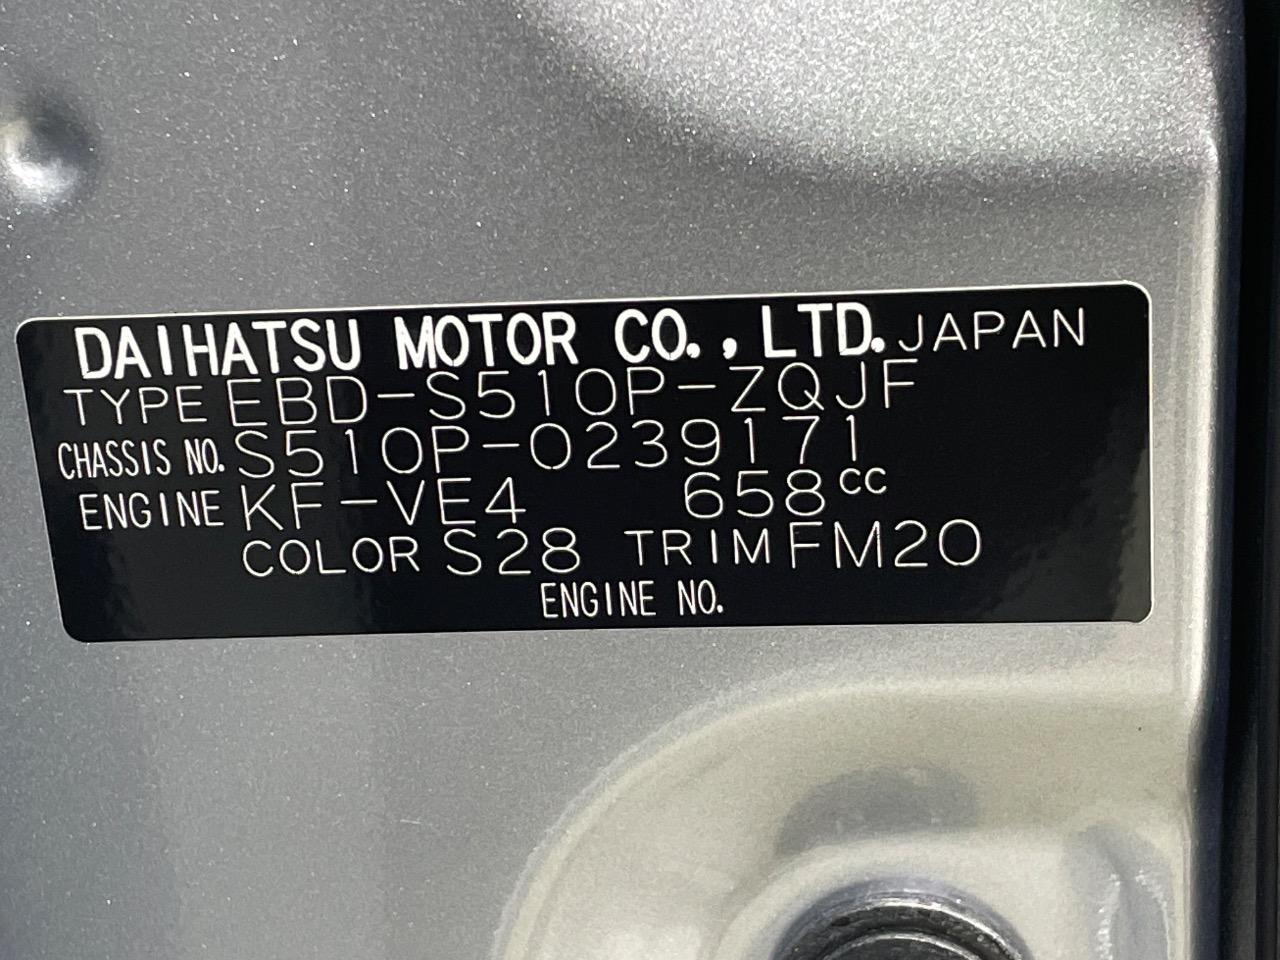 DAIHATSU MOTOR CO., LTD. JAPAN
TYPE EBD-S510P-ZQJF
CHASSIS NO. S510P-0239171
ENGINE KF-VE4 658cc
COLOR S28 TRIM FM20
ENGINE NO.